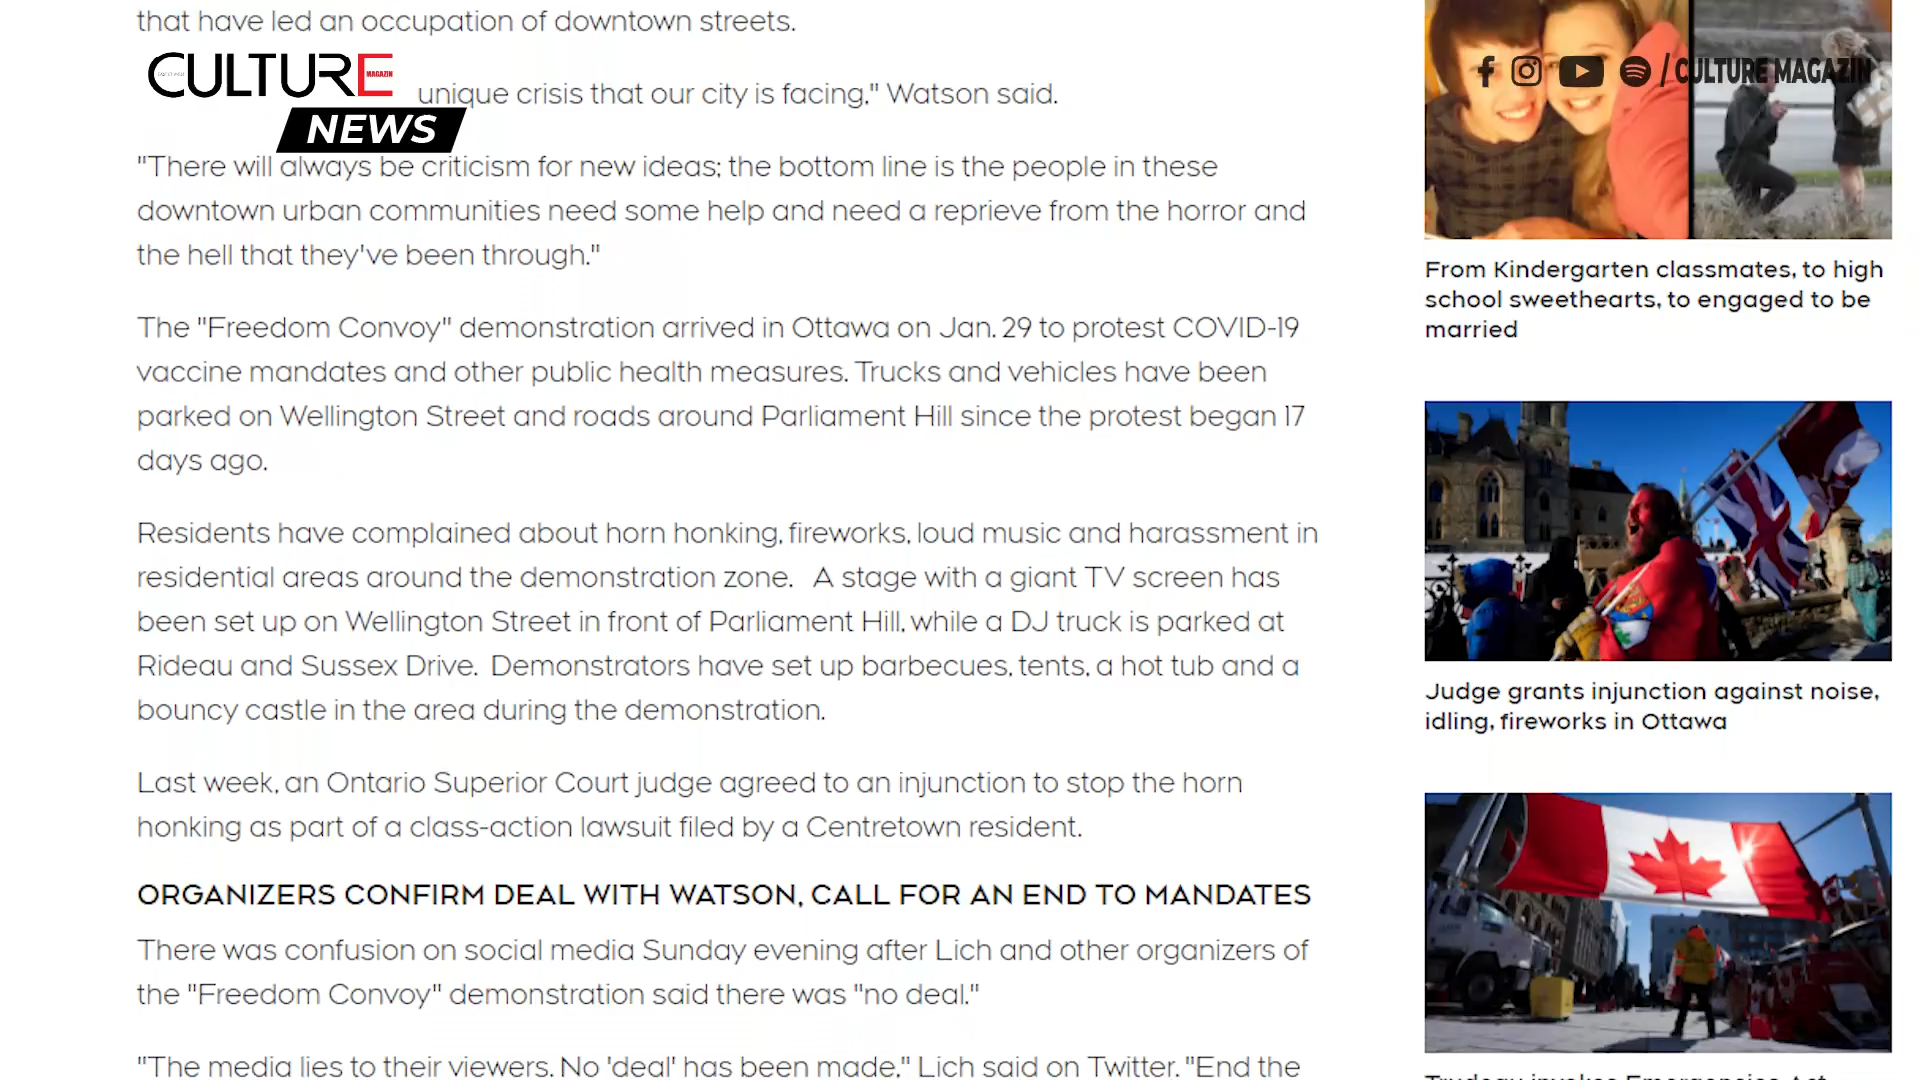 that have led an occupation of downtown streets.
CULTURE
MAGAZIN
NEWS
unique crisis that our city is facing," Watson said.
"There will always be criticism for new ideas; the bottom line is the people in these
downtown urban communities need some help and need a reprieve from the horror and
the hell that they've been through."
The "Freedom Convoy" demonstration arrived in Ottawa on Jan. 29 to protest COVID-19
vaccine mandates and other public health measures. Trucks and vehicles have been
parked on Wellington Street and roads around Parliament Hill since the protest began 17
days ago.
Residents have complained about horn honking, fireworks, loud music and harassment in
residential areas around the demonstration zone. A stage with a giant TV screen has
been set up on Wellington Street in front of Parliament Hill, while a DJ truck is parked at
Rideau and Sussex Drive. Demonstrators have set up barbecues, tents, a hot tub and a
bouncy castle in the area during the demonstration.
Last week, an Ontario Superior Court judge agreed to an injunction to stop the horn
honking as part of a class-action lawsuit filed by a Centretown resident.
ORGANIZERS CONFIRM DEAL WITH WATSON, CALL FOR AN END TO MANDATES
There was confusion on social media Sunday evening after Lich and other organizers of
the "Freedom Convoy" demonstration said there was "no deal."
"The media lies to their viewers. No 'deal' has been made," Lich said on Twitter. "End the
/ CULTURE MAGAZIN
From Kindergarten classmates, to high
school sweethearts, to engaged to be
married
Judge grants injunction against noise,
idling, fireworks in Ottawa
Trudeau invokes Emergencies Act